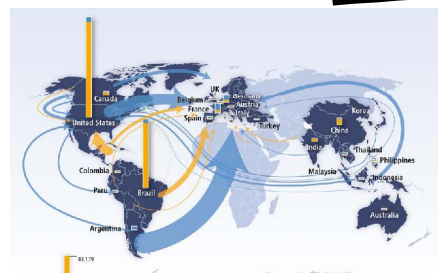 UK
Germany
Canada
Belgium
France
Austria
Italy
Spain
United States
Turkey
Korea
China
India
Thailand
Philippines
Malaysia
Indonesia
Colombia
Peru
Brazil
Argentina
Australia